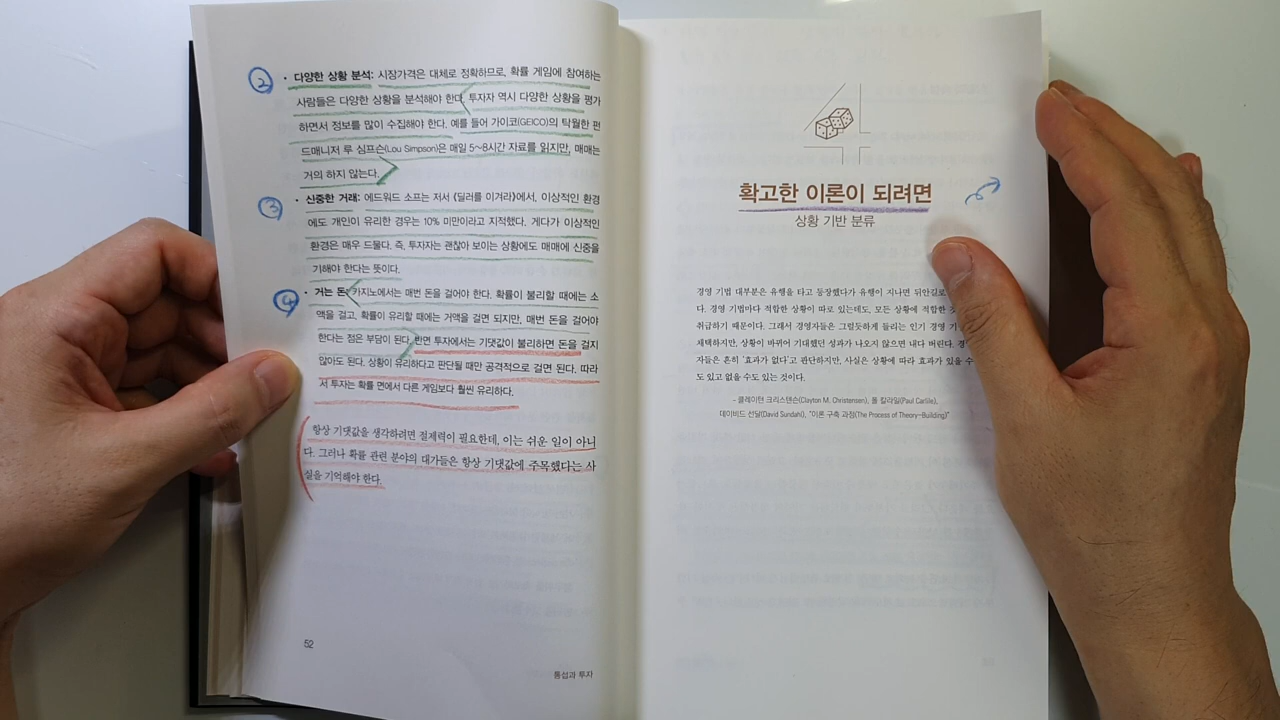 ② · 다양한 상황 분석: 시장가격은 대체로 정확하므로, 확률 게임에 참여하는
사람들은 다양한 상황을 분석해야 한다. 투자자 역시 다양한 상황을 평가
하면서 정보를 많이 수집해야 한다. 예를 들어 가이코(GEICO)의 탁월한 펀
드매니저 루 심프슨(Lou Simpson)은 매일 5~8시간 자료를 읽지만, 매매는
거의 하지 않는다.
③ · 신중한 거래: 에드워드 소프는 저서 《딜러를 이겨라》에서, 이상적인 환경
에도 개인이 유리한 경우는 10% 미만이라고 지적했다. 게다가 이상적인
환경은 매우 드물다. 즉, 투자자는 괜찮아 보이는 상황에도 매매에 신중을
기해야 한다는 뜻이다.
④ · 거는 돈: 카지노에서는 매번 돈을 걸어야 한다. 확률이 불리할 때에는 소
액을 걸고, 확률이 유리할 때에는 거액을 걸면 되지만, 매번 돈을 걸어야
한다는 점은 부담이 된다. 반면 투자에서는 기댓값이 불리하면 돈을 걸지
않아도 된다. 상황이 유리하다고 판단될 때만 공격적으로 걸면 된다. 따라
서 투자는 확률 면에서 다른 게임보다 훨씬 유리하다.
항상 기댓값을 생각하려면 절제력이 필요한데, 이는 쉬운 일이 아니
다. 그러나 확률 관련 분야의 대가들은 항상 기댓값에 주목했다는 사
실을 기억해야 한다.
52
통섭과 투자
4
확고한 이론이 되려면
상황 기반 분류
경영 기법 대부분은 유행을 타고 등장했다가 유행이 지나면 뒤안길로
다. 경영 기법마다 적합한 상황이 따로 있는데도, 모든 상황에 적합한
취급하기 때문이다. 그래서 경영자들은 그럴듯하게 들리는 인기 경영 기
채택하지만, 상황이 바뀌어 기대했던 성과가 나오지 않으면 내다 버린다. 경
자들은 흔히 '효과가 없다'고 판단하지만, 사실은 상황에 따라 효과가 있을 수
도 있고 없을 수도 있는 것이다.
- 클레이턴 크리스텐슨(Clayton M. Christensen), 폴 칼라일(Paul Carlile),
데이비드 선달(David Sundahl), "이론 구축 과정(The Process of Theory-Building)"